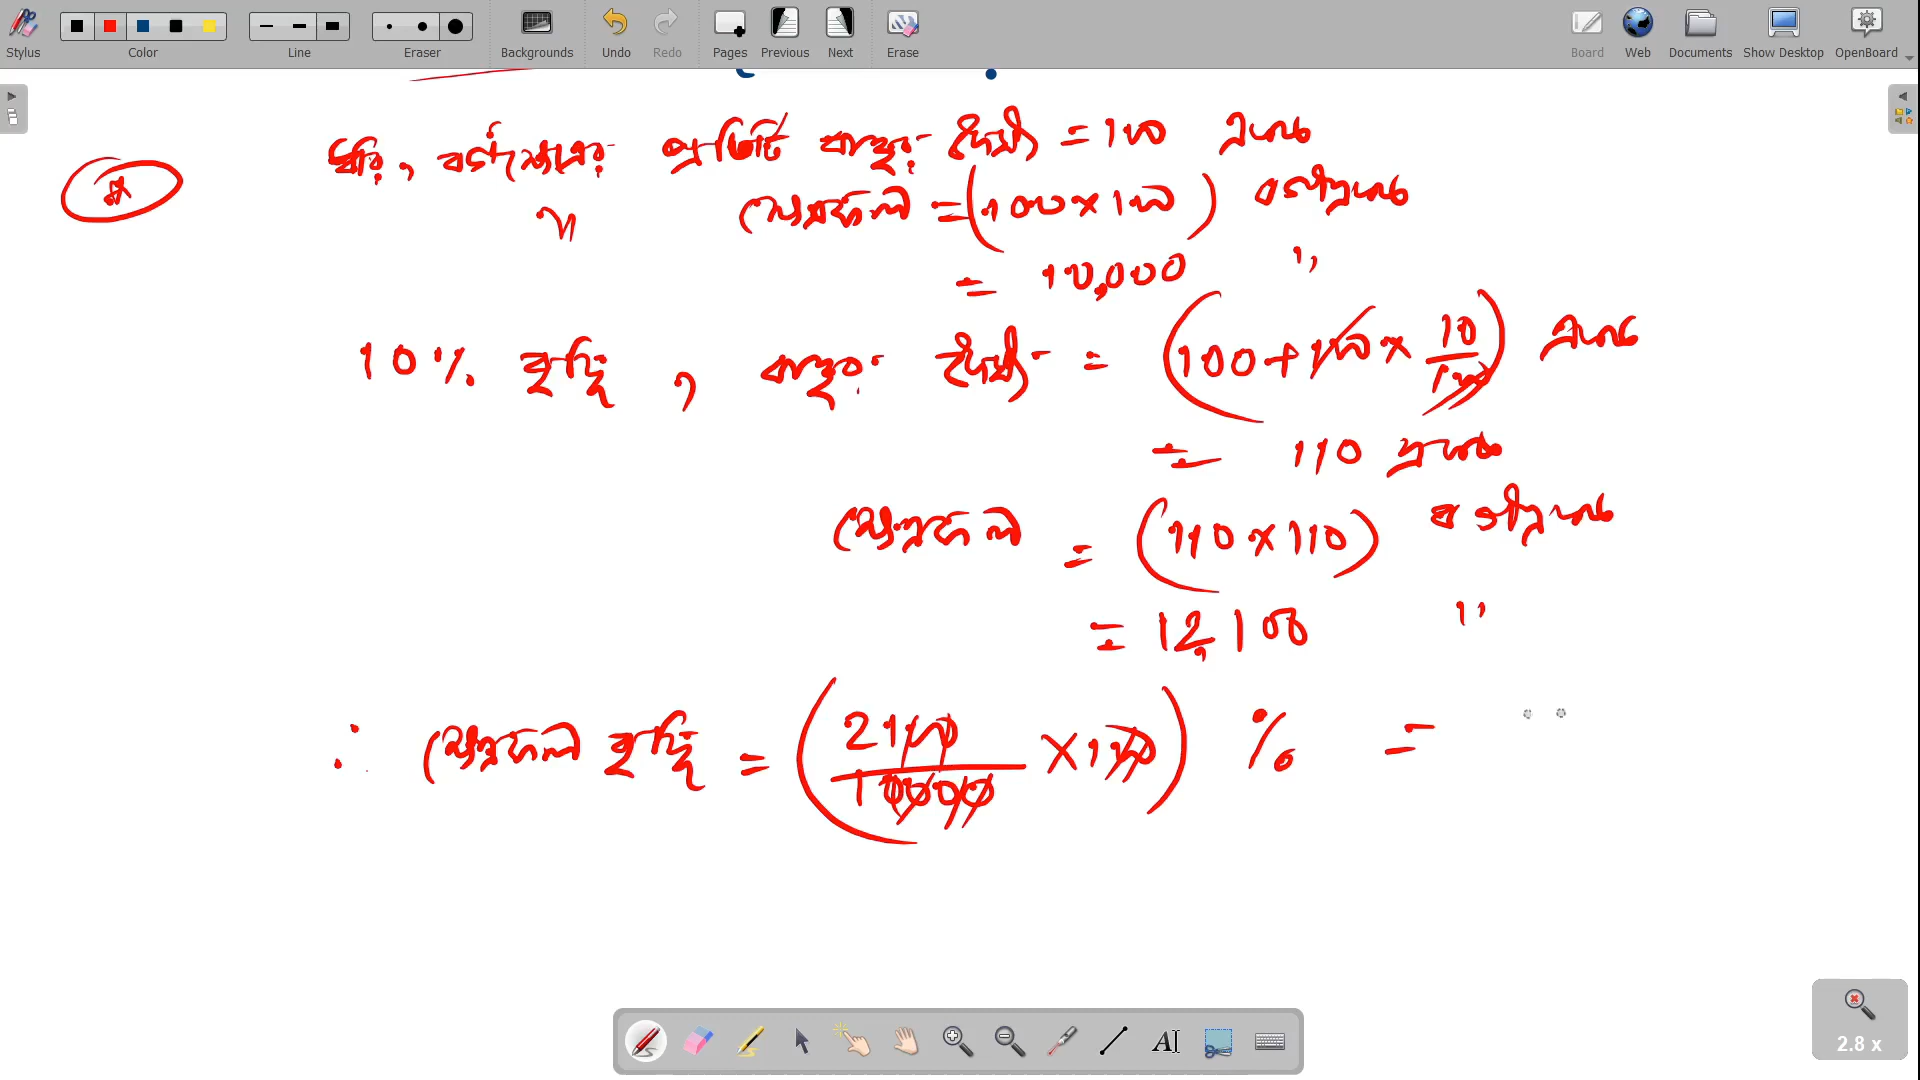 Stylus Color Line Eraser Backgrounds Undo Redo Pages Previous Next Erase Board Web Documents Show Desktop OpenBoard
ধরি, বর্গক্ষেত্রের প্রতিটি বাহুর দৈর্ঘ্য = 100 একক
" ক্ষেত্রফল = (100 × 100) বর্গএকক
= 10,000 "
10% বৃদ্ধি, বাহুর দৈর্ঘ্য = (100 + 100 × 10/100) একক
= 110 একক
ক্ষেত্রফল = (110 × 110) বর্গএকক
= 12,100 "
∴ ক্ষেত্রফল বৃদ্ধি = (2100/10000 × 100) % =
2.8 x